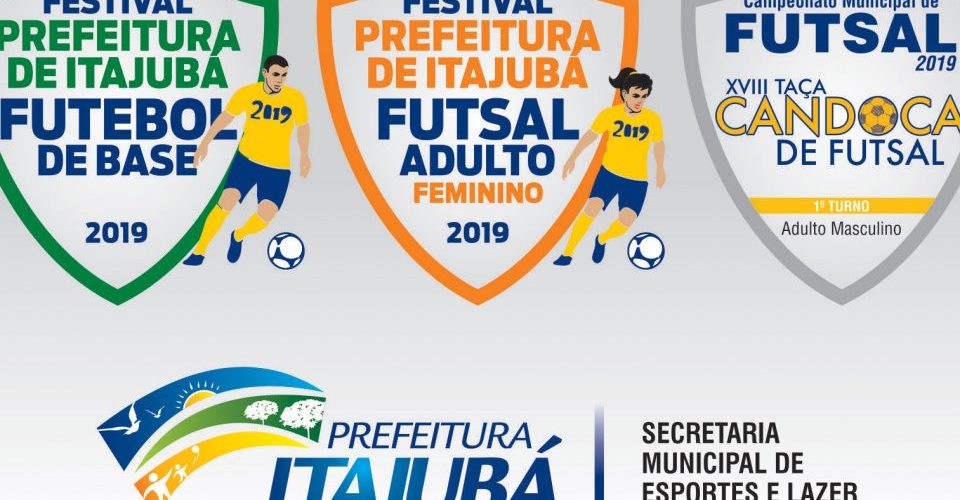 FESTIVAL
PREFEITURA
DE ITAJUBÁ
FUTEBOL
DE BASE
2019
2019
FESTIVAL
PREFEITURA
DE ITAJUBÁ
FUTSAL
ADULTO
FEMININO
2019
2019
Campeonato Municipal de
FUTSAL
2019
XVIII TAÇA
CANDOCA
DE FUTSAL
1º TURNO
Adulto Masculino
PREFEITURA
ITAJUBÁ
SECRETARIA
MUNICIPAL DE
ESPORTES E LAZER